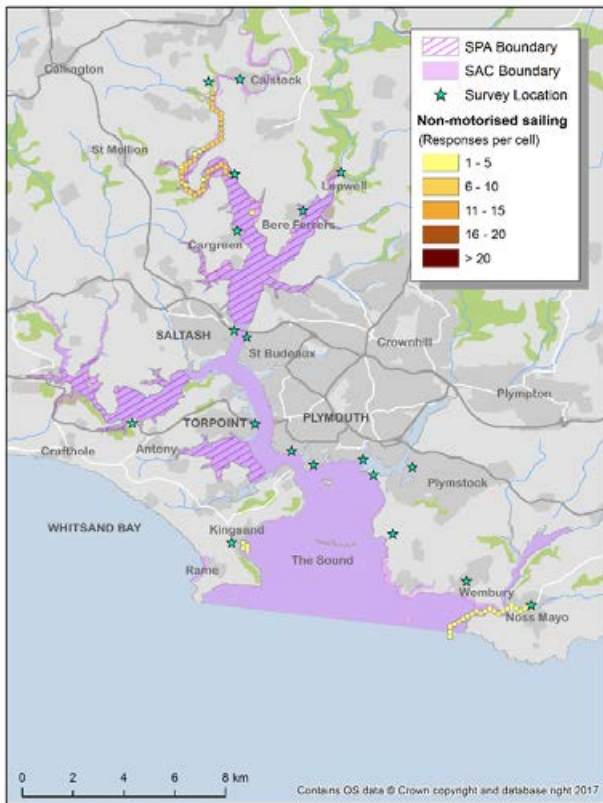 SPA Boundary
SAC Boundary
Survey Location
Non-motorised sailing
(Responses per cell)
1 - 5
6 - 10
11 - 15
16 - 20
> 20
Callington
Calstock
St Mellion
Lopwell
Bere Ferrers
Cargreen
SALTASH
St Budeaux
Crownhill
Plympton
TORPOINT
PLYMOUTH
Crafthole
Antony
Plymstock
WHITSAND BAY
Kingsand
The Sound
Rame
Wembury
Noss Mayo
0 2 4 6 8 km
Contains OS data © Crown copyright and database right 2017